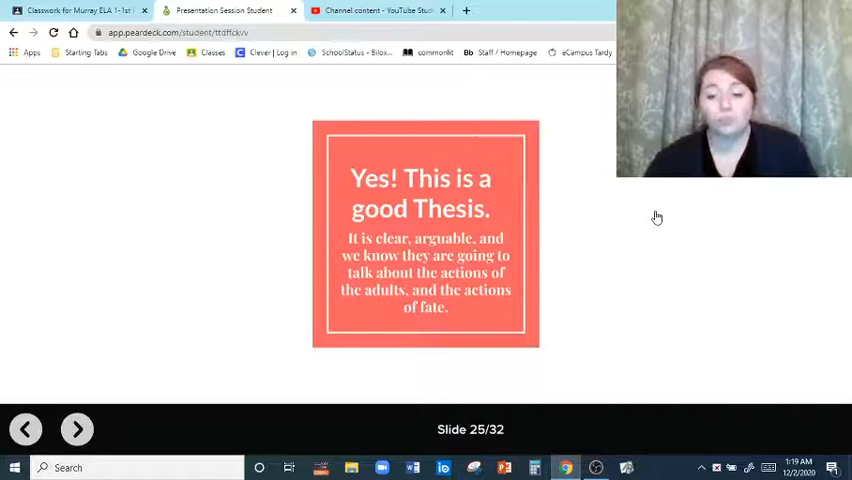 Classwork for Murray ELA 1-1st
Presentation Session Student
Channel content - YouTube Stud
app.peardeck.com/student/ttdffckvv
Apps
Starting Tabs
Google Drive
Classes
Clever | Log in
SchoolStatus - Bilox...
commonlit
Bb Staff / Homepage
eCampus Tardy
Yes! This is a
good Thesis.
It is clear, arguable, and
we know they are going to
talk about the actions of
the adults, and the actions
of fate.
Slide 25/32
Search
1:19 AM
12/2/2020